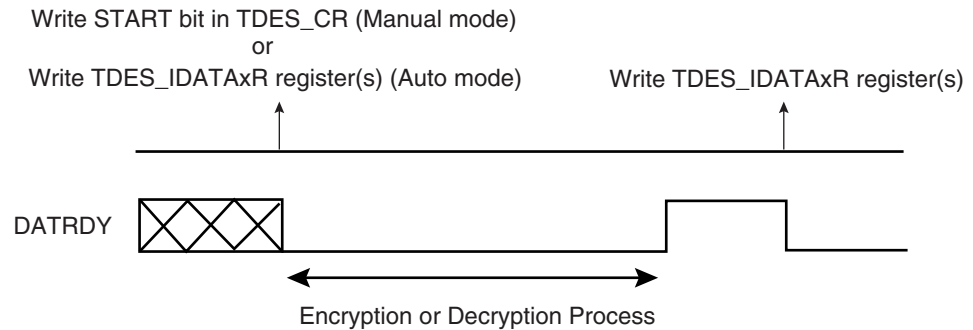 Write START bit in TDES_CR (Manual mode)
or
Write TDES_IDATAxR register(s) (Auto mode)
Write TDES_IDATAxR register(s)
DATRDY
Encryption or Decryption Process